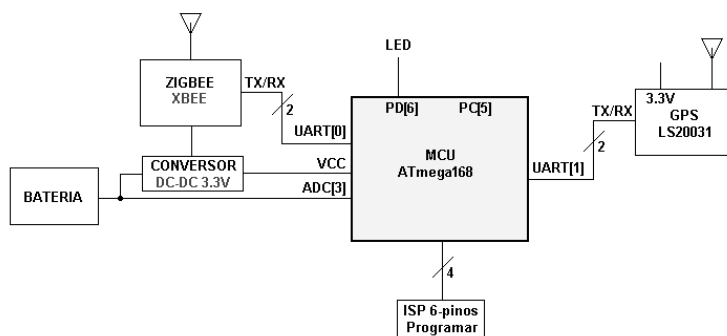 LED
ZIGBEE
XBEE
TX/RX
2
UART[0]
PD[6]
PC[5]
MCU
ATmega168
3.3V
GPS
LS20031
TX/RX
2
UART[1]
CONVERSOR
DC-DC 3.3V
VCC
BATERIA
ADC[3]
4
ISP 6-pinos
Programar